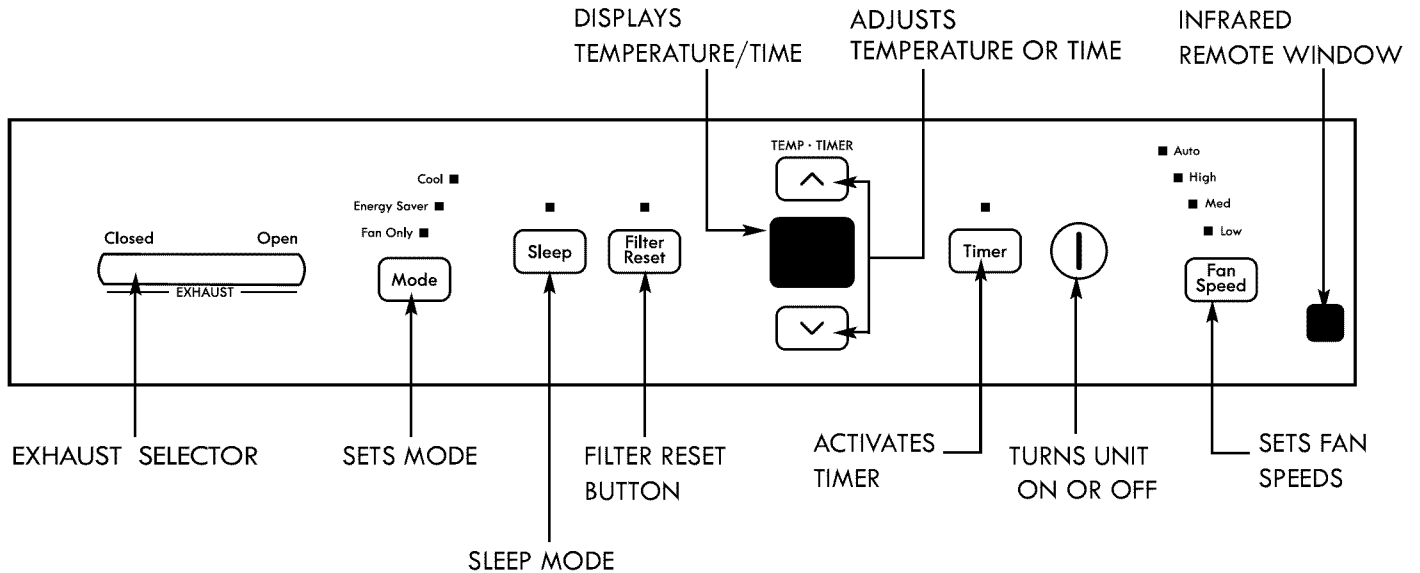 DISPLAYS
TEMPERATURE/TIME
ADJUSTS
TEMPERATURE OR TIME
INFRARED
REMOTE WINDOW
TEMP · TIMER
Auto
High
Med
Low
Cool
Energy Saver
Fan Only
Closed
Open
EXHAUST
Mode
Sleep
Filter
Reset
Timer
Fan
Speed
EXHAUST SELECTOR
SETS MODE
FILTER RESET
BUTTON
ACTIVATES
TIMER
TURNS UNIT
ON OR OFF
SETS FAN
SPEEDS
SLEEP MODE